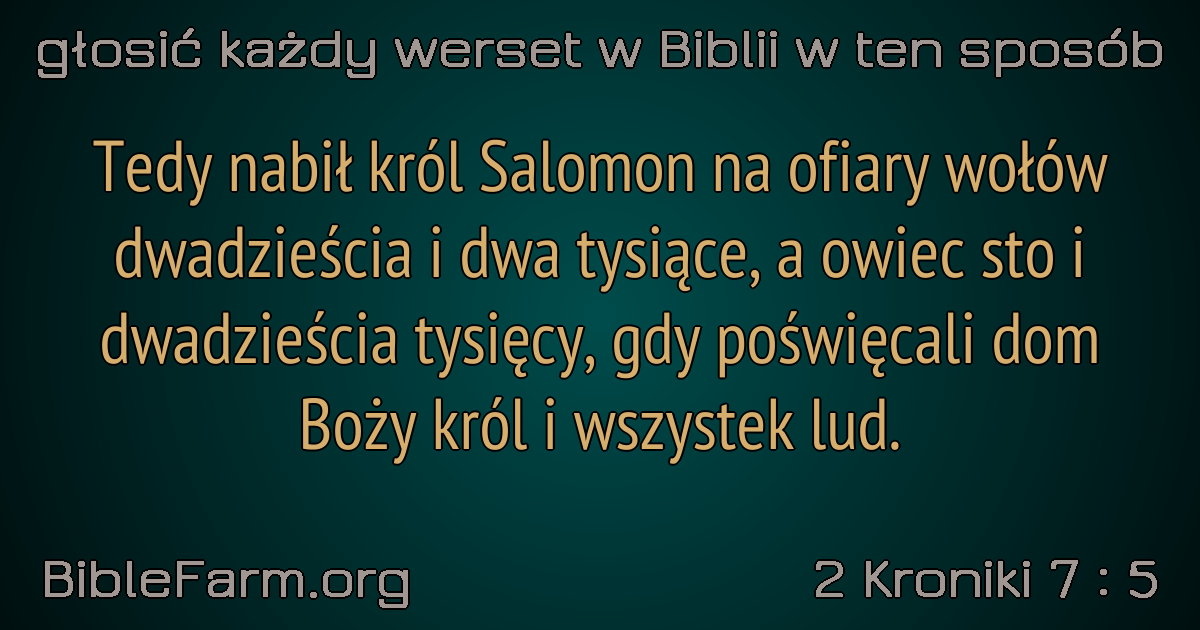 głosić każdy werset w Biblii w ten sposób
Tedy nabił król Salomon na ofiary wołów
dwadzieścia i dwa tysiące, a owiec sto i
dwadzieścia tysięcy, gdy poświęcali dom
Boży król i wszystek lud.
BibleFarm.org
2 Kroniki 7 : 5